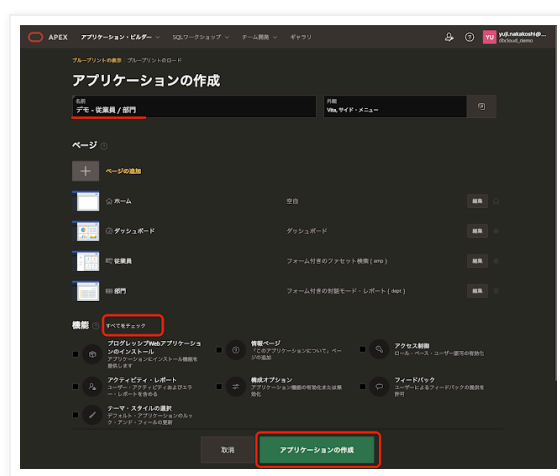 APEX アプリケーション・ビルダー SQLワークショップ チーム開発 ギャラリ YU yuji.nakakoshi@...
ブループリントの表示 ブループリントのロード
アプリケーションの作成
名前
デモ - 従業員 / 部門
外観
Vita, サイド・メニュー
ページ
ページの追加
ホーム 空白 編集
ダッシュボード ダッシュボード 編集
従業員 フォーム付きのファセット検索 ( emp ) 編集
部門 フォーム付きの対話モード・レポート ( dept ) 編集
機能 すべてをチェック
プログレッシブWebアプリケーショ
ンのインストール
アプリケーションにインストール機能を
提供します
情報ページ
「このアプリケーションについて」ペー
ジの追加
アクセス制御
ロール・ベース・ユーザー認可の有効化
アクティビティ・レポート
ユーザー・アクティビティおよびエラ
ー・レポートを含める
構成オプション
アプリケーション機能の有効化または無
効化
フィードバック
ユーザーによるフィードバックの提供を
許可
テーマ・スタイルの選択
デフォルト・アプリケーションのルッ
ク・アンド・フィールの更新
取消 アプリケーションの作成